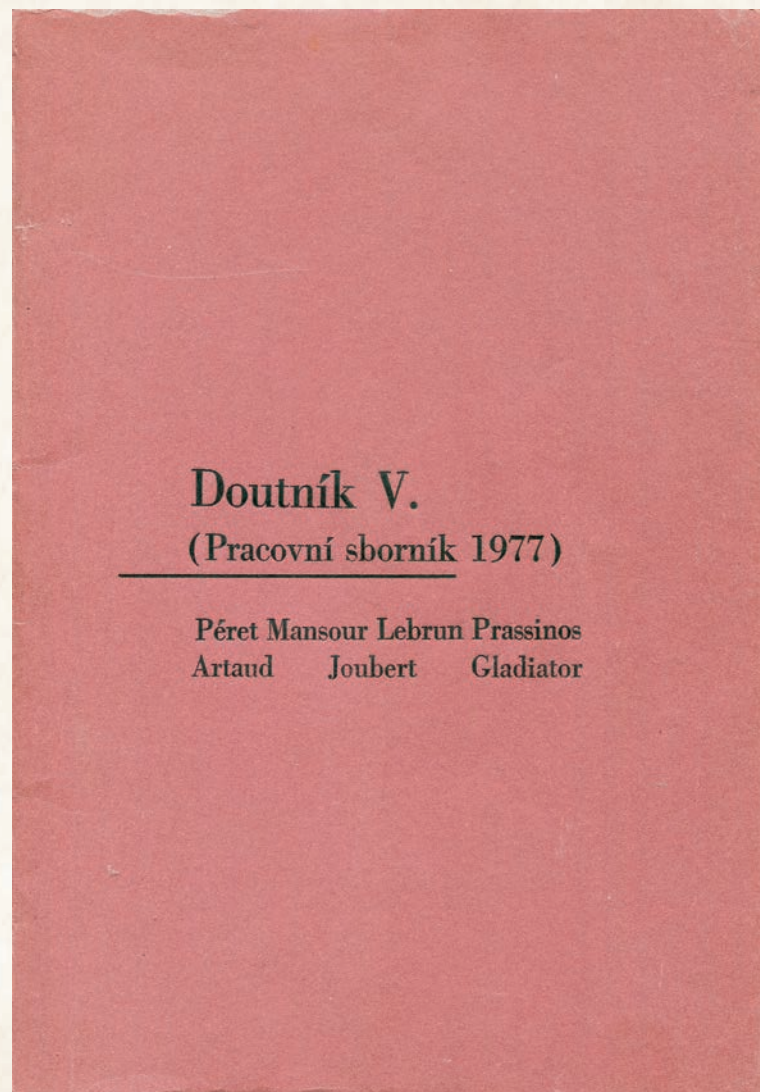 Doutník V.
(Pracovní sborník 1977)
Péret Mansour Lebrun Prassinos
Artaud Joubert Gladiator